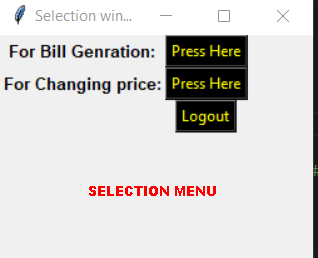 Selection win...
For Bill Genration: Press Here
For Changing price: Press Here
Logout
SELECTION MENU
#